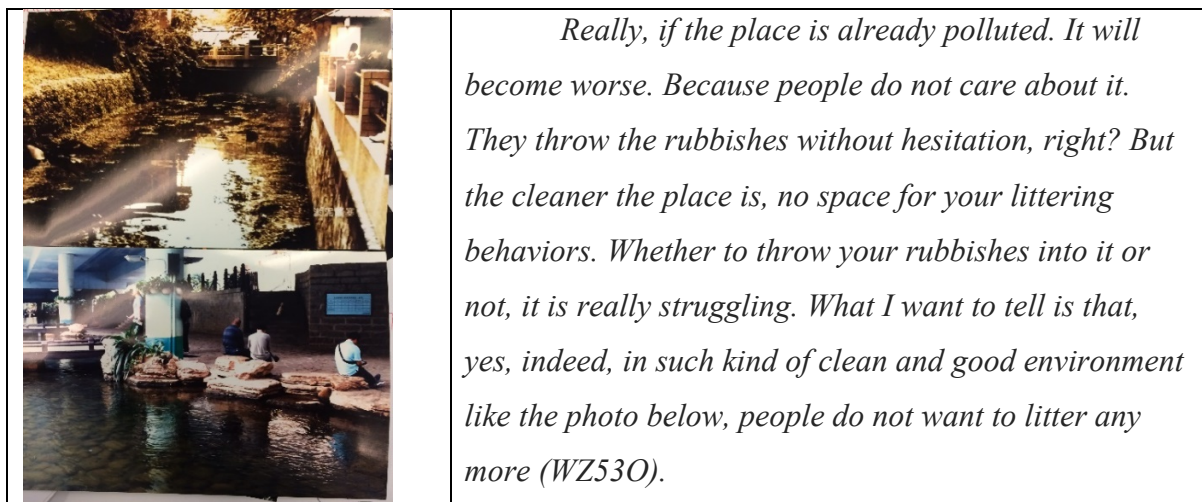 Really, if the place is already polluted. It will
become worse. Because people do not care about it.
They throw the rubbishes without hesitation, right? But
the cleaner the place is, no space for your littering
behaviors. Whether to throw your rubbishes into it or
not, it is really struggling. What I want to tell is that,
yes, indeed, in such kind of clean and good environment
like the photo below, people do not want to litter any
more (WZ53O).